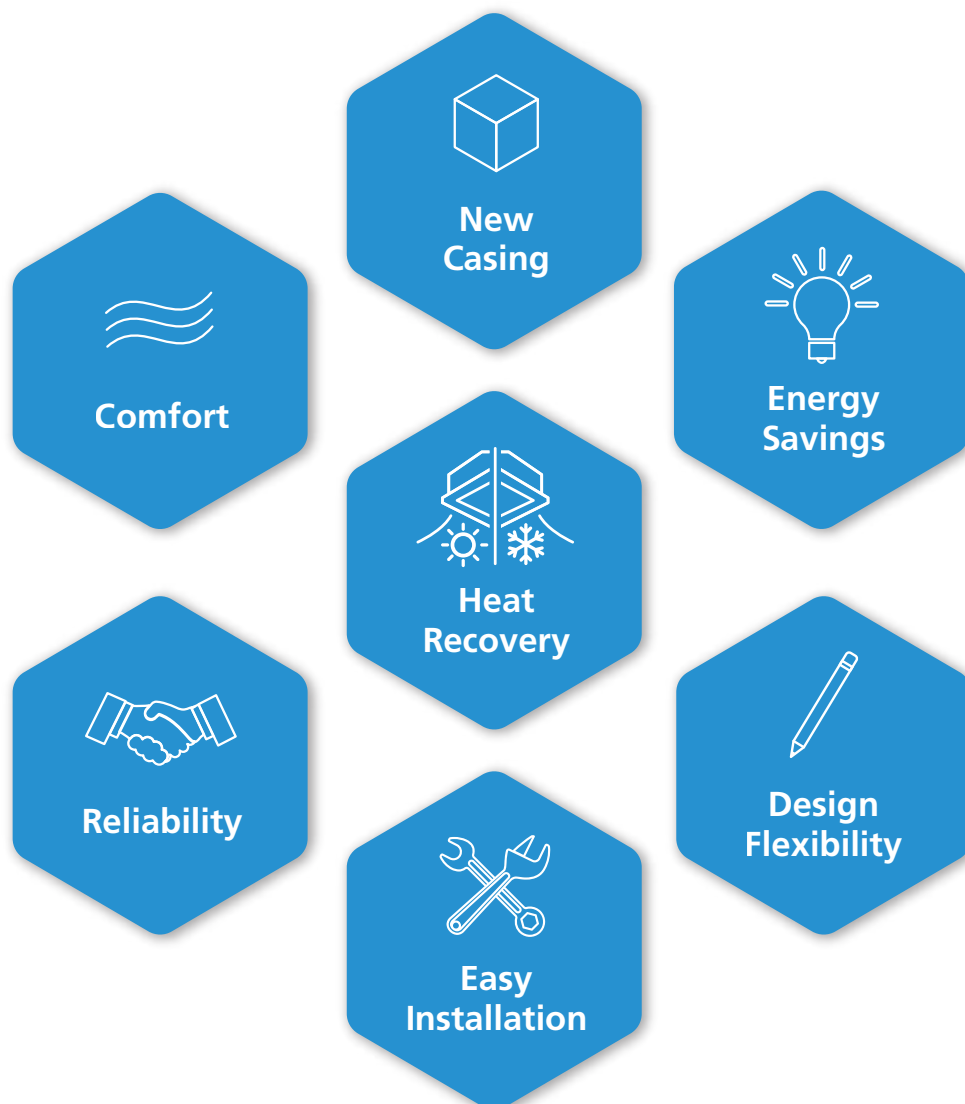 New
Casing
Comfort
Energy
Savings
Heat
Recovery
Reliability
Design
Flexibility
Easy
Installation